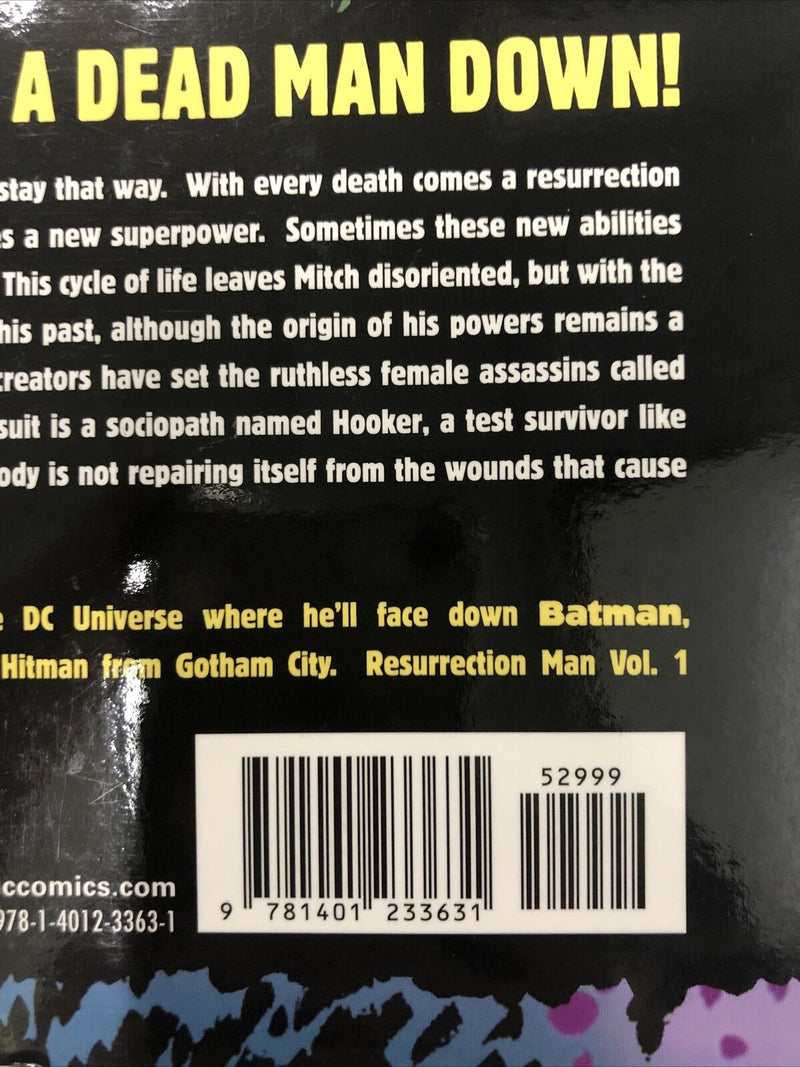 A DEAD MAN DOWN!
stay that way. With every death comes a resurrection
s a new superpower. Sometimes these new abilities
This cycle of life leaves Mitch disoriented, but with the
his past, although the origin of his powers remains a
creators have set the ruthless female assassins called
suit is a sociopath named Hooker, a test survivor like
ody is not repairing itself from the wounds that cause
e DC Universe where he'll face down Batman,
Hitman from Gotham City. Resurrection Man Vol. 1
52999
9 781401 233631
ccomics.com
978-1-4012-3363-1